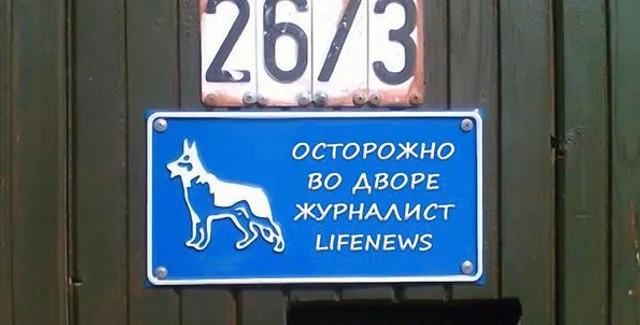 26/3
ОСТОРОЖНО
ВО ДВОРЕ
ЖУРНАЛИСТ
LIFENEWS